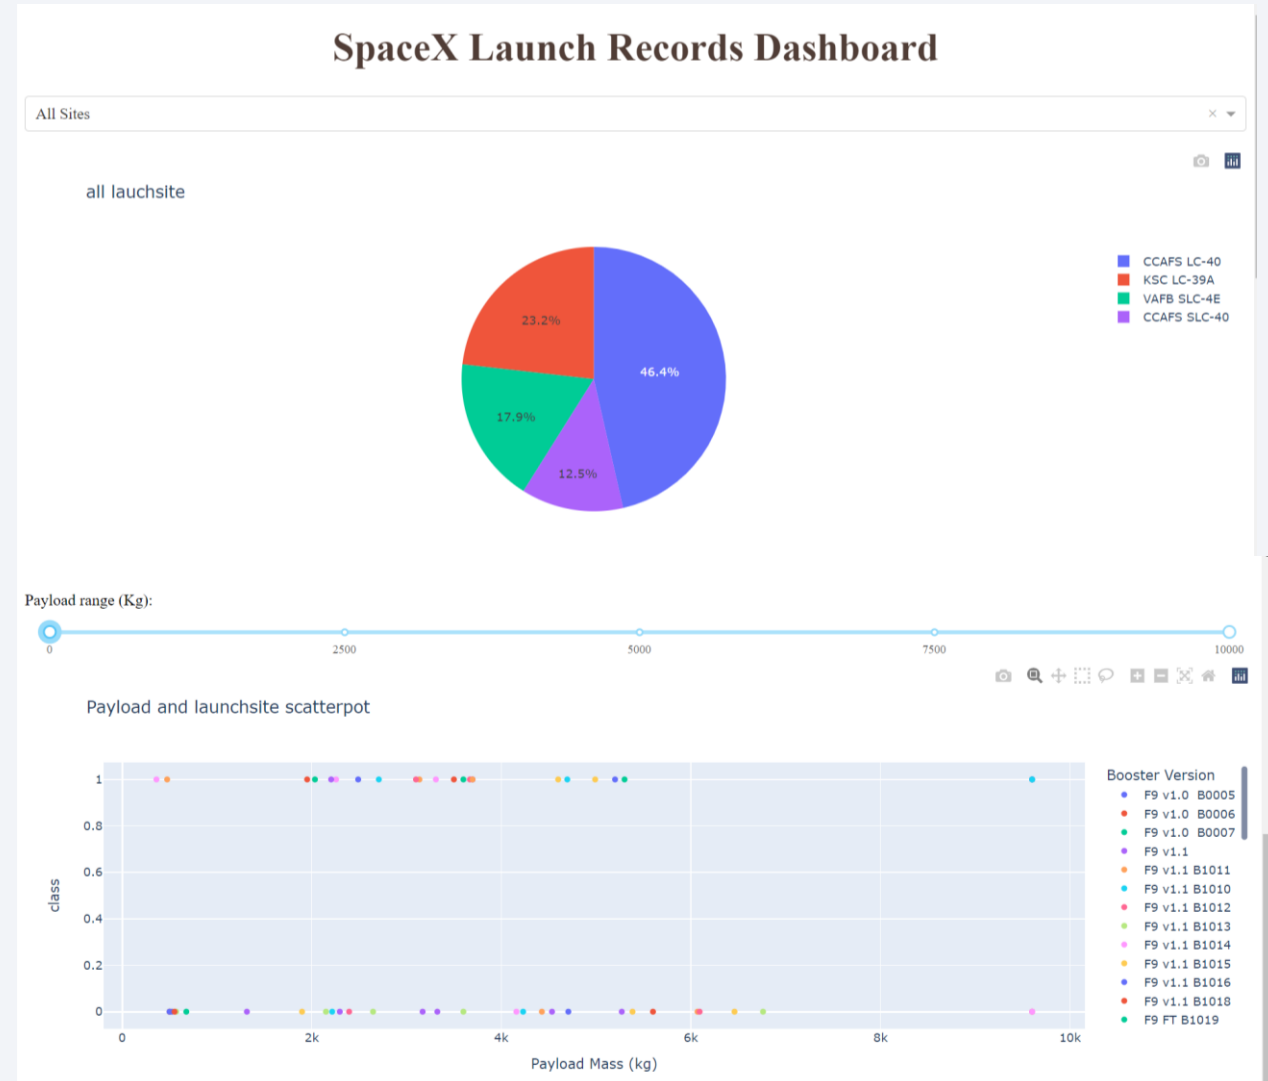 SpaceX Launch Records Dashboard
All Sites
all lauchsite
CCAFS LC-40
KSC LC-39A
VAFB SLC-4E
CCAFS SLC-40
23.2%
46.4%
17.9%
12.5%
Payload range (Kg):
0 2500 5000 7500 10000
Payload and launchsite scatterpot
Booster Version
F9 v1.0 B0005
F9 v1.0 B0006
F9 v1.0 B0007
F9 v1.1
F9 v1.1 B1011
F9 v1.1 B1010
F9 v1.1 B1012
F9 v1.1 B1013
F9 v1.1 B1014
F9 v1.1 B1015
F9 v1.1 B1016
F9 v1.1 B1018
F9 FT B1019
1
0.8
0.6
0.4
0.2
0
class
0 2k 4k 6k 8k 10k
Payload Mass (kg)